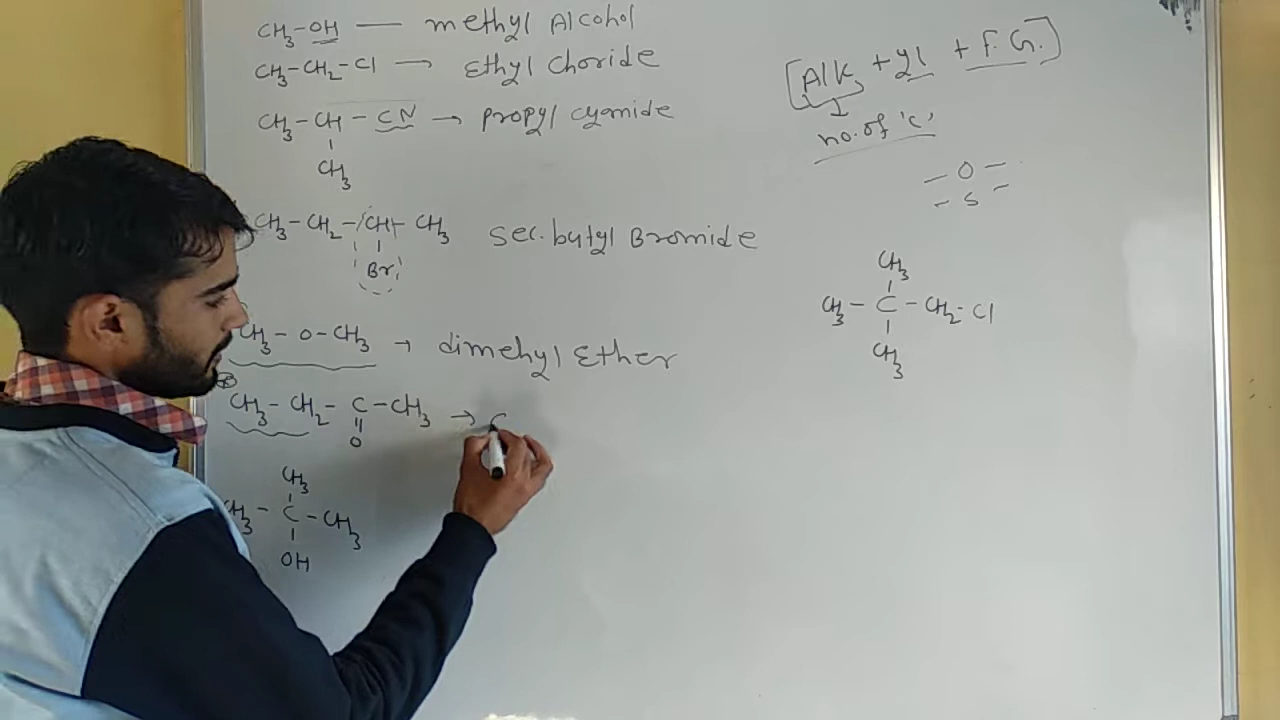 CH3-OH — methyl Alcohol
CH3-CH2-Cl → Ethyl Choride
CH3-CH-CN → propyl cyanide
CH3
CH3-CH2-CH-CH3 sec. butyl Bromide
Br
CH3-O-CH3 → dimehyl Ether
CH3-CH2-C-CH3 →
O
CH3
CH3-C-CH3
OH
[Alk + yl + F.G.]
no. of 'c'
-O-
-S-
CH3
CH3-C-CH2-Cl
CH3